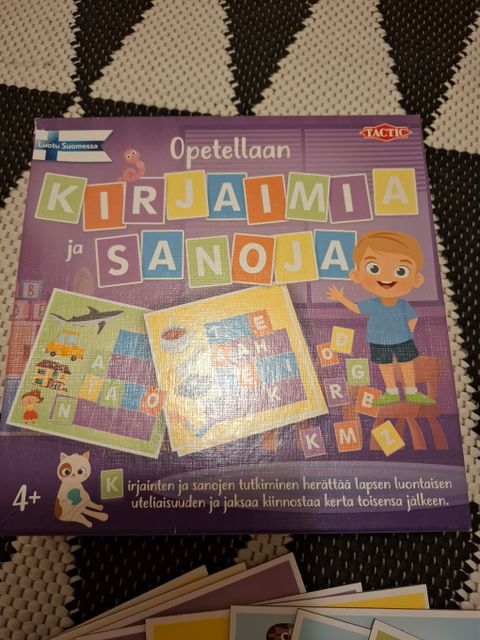 Luotu Suomessa
TACTIC
Opetellaan
KIRJAIMIA
ja SANOJA
O D
R G B
K M Z
4+
Kirjainten ja sanojen tutkiminen herättää lapsen luontaisen
uteliaisuuden ja jaksaa kiinnostaa kerta toisensa jälkeen.